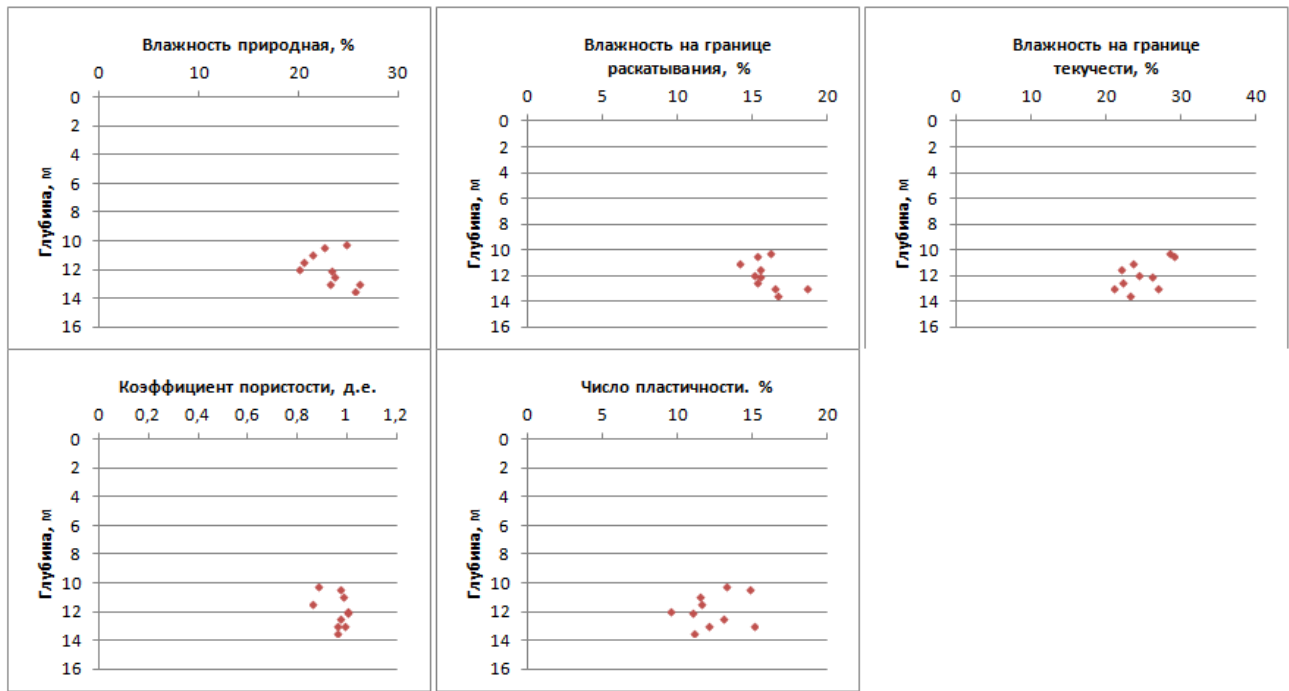 Влажность природная, %
0 10 20 30
Глубина, м
0
2
4
6
8
10
12
14
16
Влажность на границе
раскатывания, %
0 5 10 15 20
Глубина, м
0
2
4
6
8
10
12
14
16
Влажность на границе
текучести, %
0 10 20 30 40
Глубина, м
0
2
4
6
8
10
12
14
16
Коэффициент пористости, д.е.
0 0,2 0,4 0,6 0,8 1 1,2
Глубина, м
0
2
4
6
8
10
12
14
16
Число пластичности. %
0 5 10 15 20
Глубина, м
0
2
4
6
8
10
12
14
16